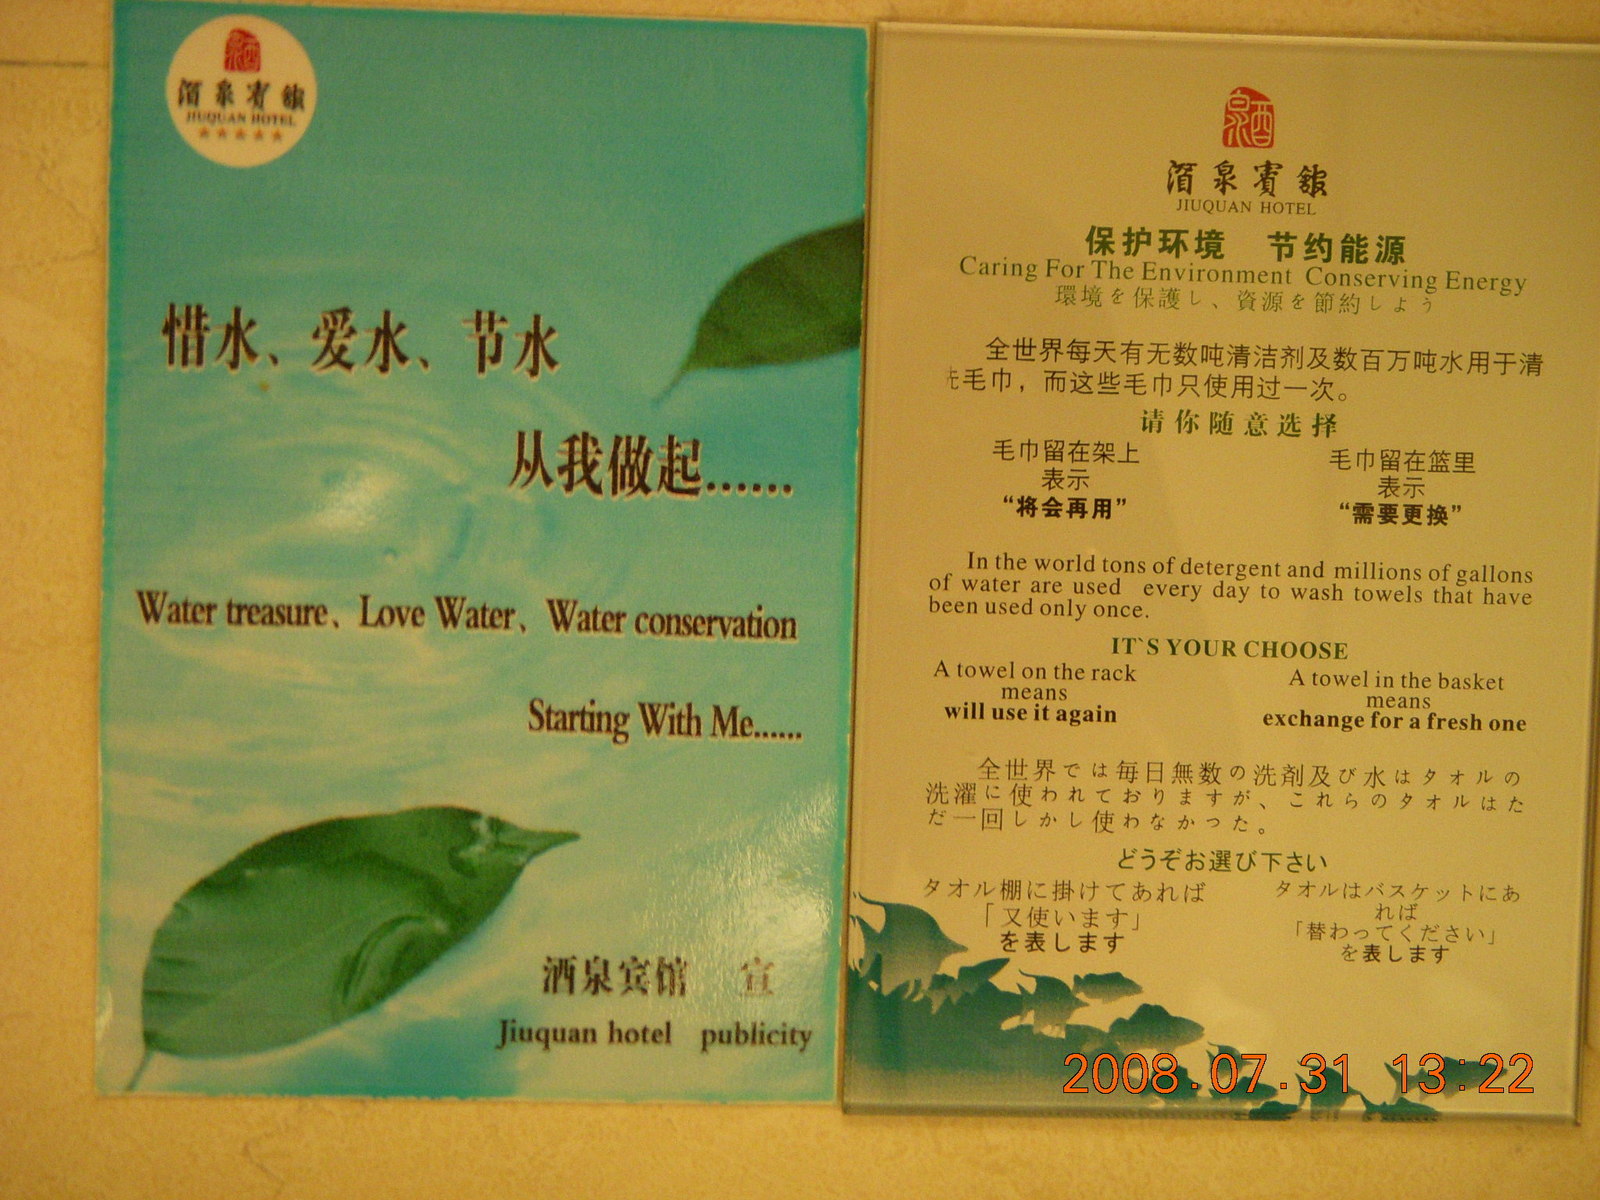 酒泉賓館
JIUQUAN HOTEL
惜水、爱水、节水
从我做起......
Water treasure、Love Water、Water conservation
Starting With Me......
酒泉宾馆 宣
Jiuquan hotel publicity
酒泉
酒泉賓館
JIUQUAN HOTEL
保护环境 节约能源
Caring For The Environment Conserving Energy
環境を保護し、資源を節約しよう
全世界每天有无数吨清洁剂及数百万吨水用于清
洗毛巾，而这些毛巾只使用过一次。
请你随意选择
毛巾留在架上
表示
“将会再用”
毛巾留在篮里
表示
“需要更换”
In the world tons of detergent and millions of gallons
of water are used every day to wash towels that have
been used only once.
IT`S YOUR CHOOSE
A towel on the rack
means
will use it again
A towel in the basket
means
exchange for a fresh one
全世界では毎日無数の洗剤及び水はタオルの
洗濯に使われておりますが、これらのタオルはた
だ一回しかし使わなかつた。
どうぞお選び下さい
タオル棚に掛けてあれば
「又使います」
を表します
タオルはバスケットにあ
れば
「替わってください」
を表します
2008.07.31 13:22